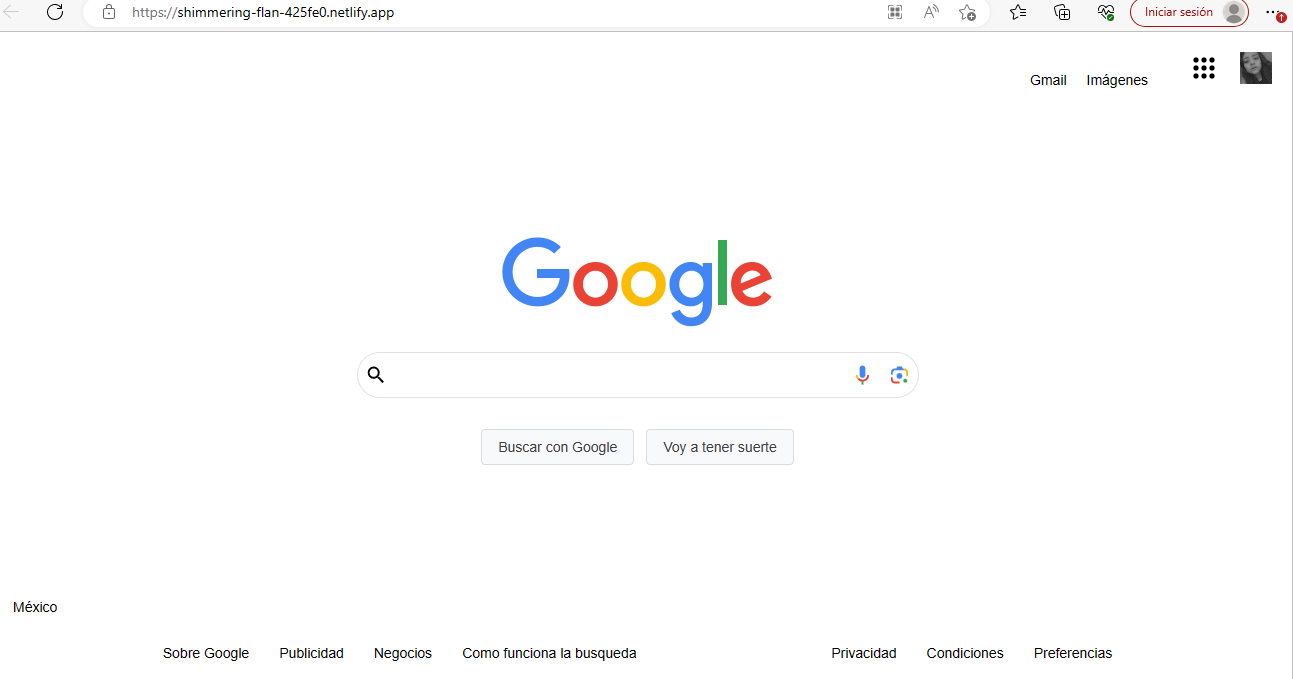 https://shimmering-flan-425fe0.netlify.app
Iniciar sesión
Gmail Imágenes
Google
Buscar con Google Voy a tener suerte
México
Sobre Google Publicidad Negocios Como funciona la busqueda Privacidad Condiciones Preferencias